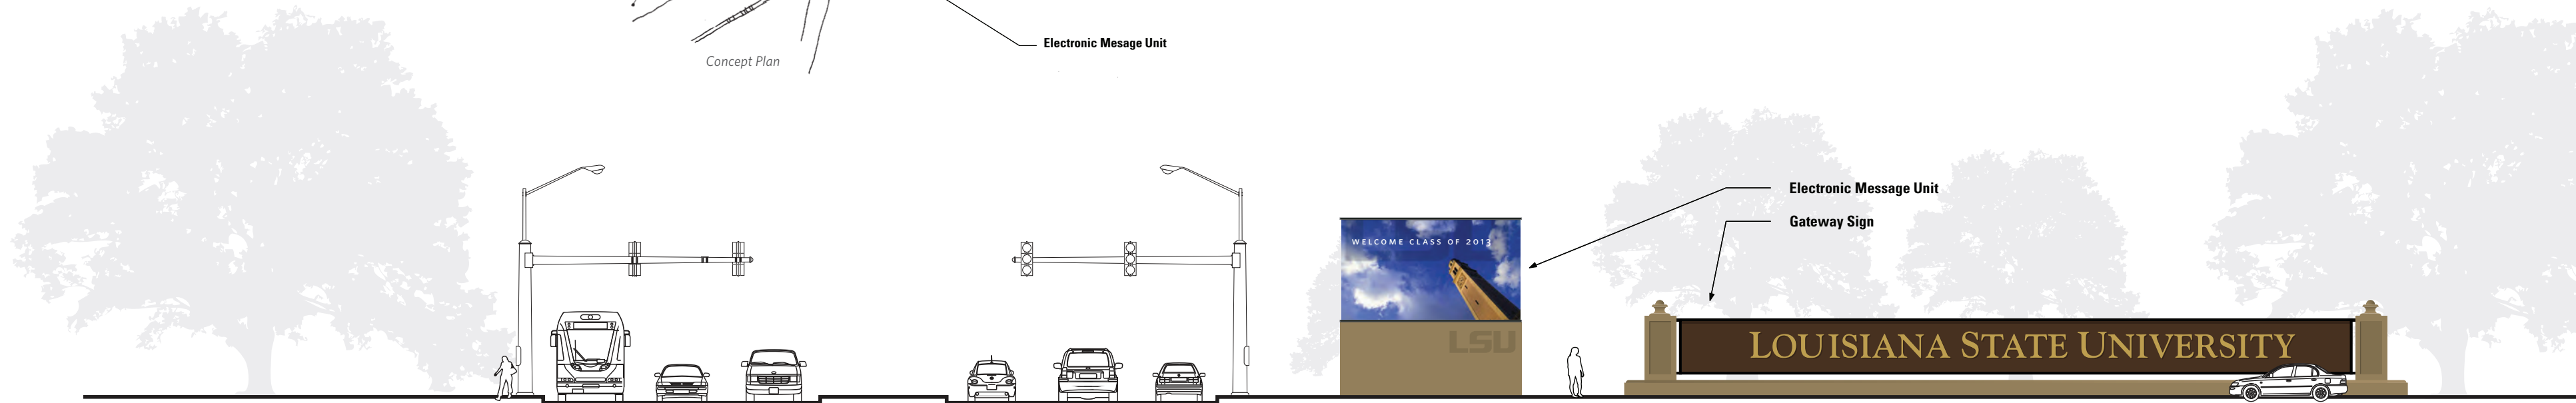 Electronic Mesage Unit
Concept Plan
Electronic Message Unit
Gateway Sign
WELCOME CLASS OF 2013
LSU
LOUISIANA STATE UNIVERSITY